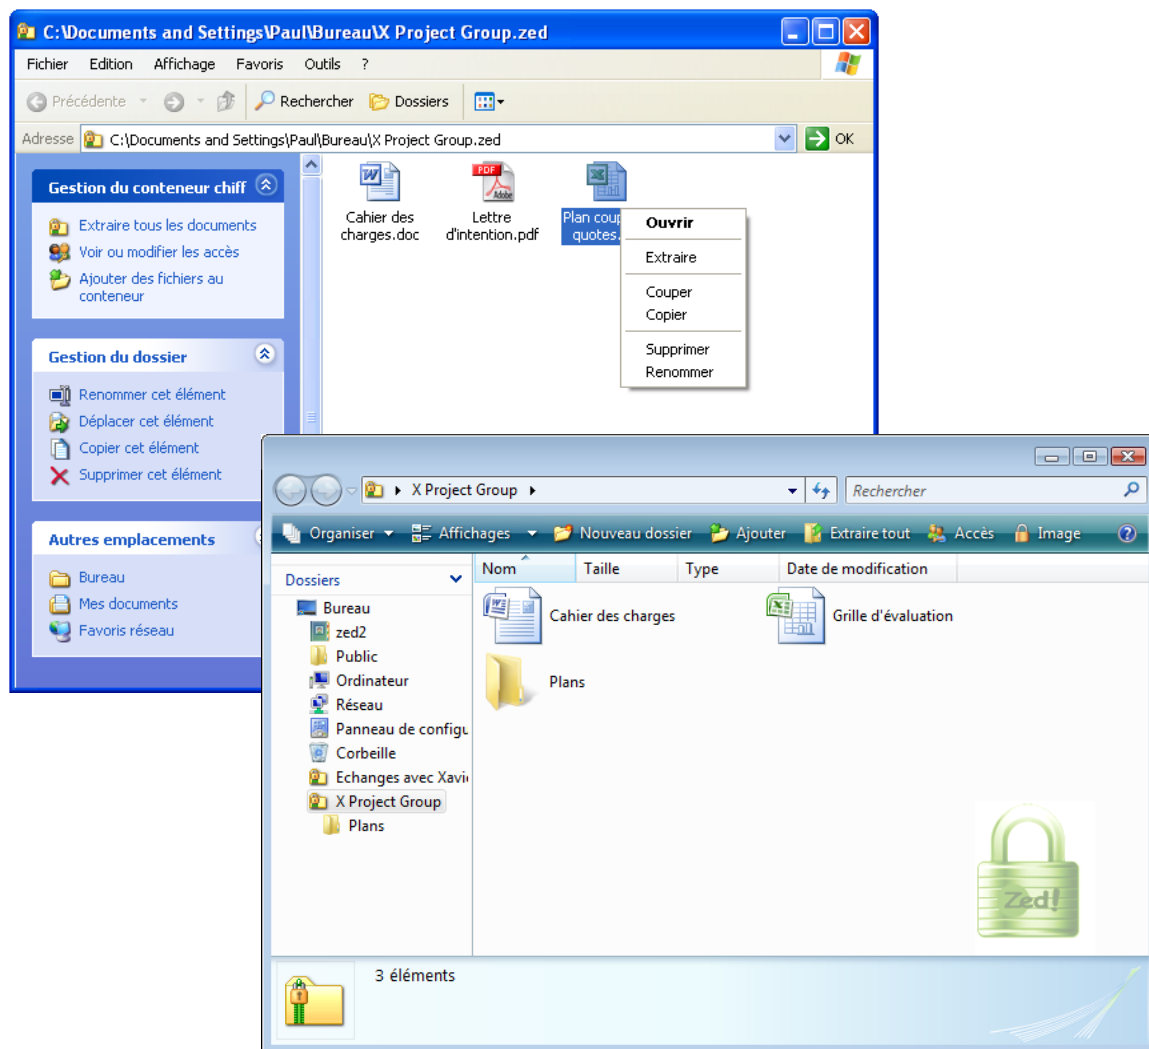 C:\Documents and Settings\Paul\Bureau\X Project Group.zed
Fichier Edition Affichage Favoris Outils ?
Précédente Rechercher Dossiers
Adresse C:\Documents and Settings\Paul\Bureau\X Project Group.zed OK
Gestion du conteneur chiff
Extraire tous les documents
Voir ou modifier les accès
Ajouter des fichiers au
conteneur
Gestion du dossier
Renommer cet élément
Déplacer cet élément
Copier cet élément
Supprimer cet élément
Autres emplacements
Bureau
Mes documents
Favoris réseau
Cahier des
charges.doc
PDF
Adobe
Lettre
d'intention.pdf
Plan coup
quotes.
Ouvrir
Extraire
Couper
Copier
Supprimer
Renommer
X Project Group
Rechercher
Organiser Affichages Nouveau dossier Ajouter Extraire tout Accès Image
Dossiers
Bureau
zed2
Public
Ordinateur
Réseau
Panneau de configu
Corbeille
Echanges avec Xavi
X Project Group
Plans
Nom Taille Type Date de modification
Cahier des charges
Grille d'évaluation
Plans
Zed!
3 éléments